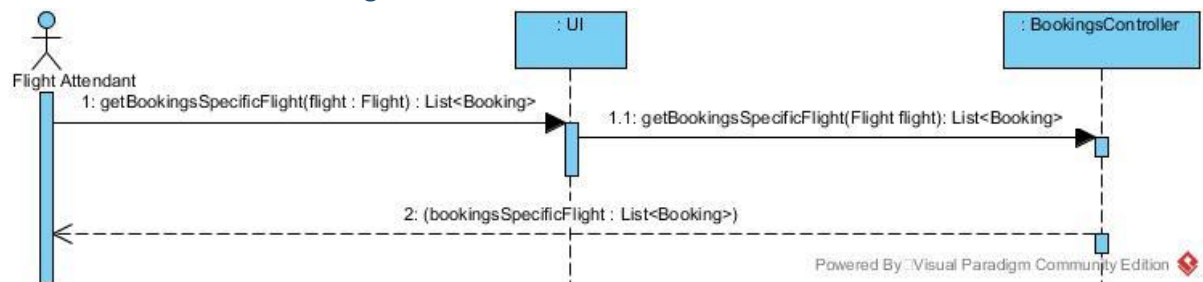 : UI
: BookingsController
Flight Attendant
1: getBookingsSpecificFlight(flight : Flight) : List<Booking>
1.1: getBookingsSpecificFlight(Flight flight): List<Booking>
2: (bookingsSpecificFlight : List<Booking>)
Powered By Visual Paradigm Community Edition